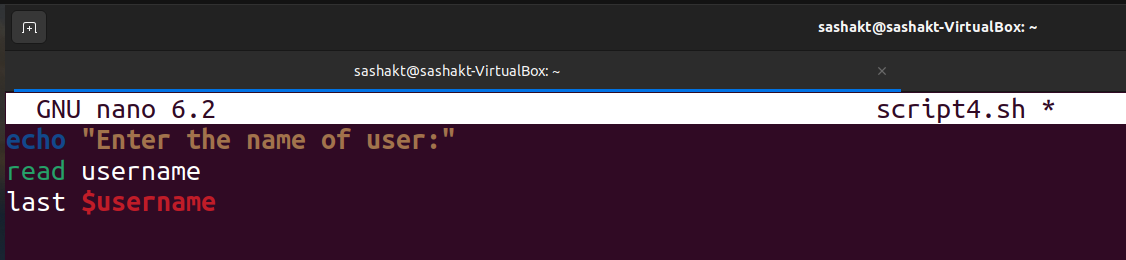 sashakt@sashakt-VirtualBox: ~
sashakt@sashakt-VirtualBox: ~ ×
GNU nano 6.2 script4.sh *
echo "Enter the name of user:"
read username
last $username